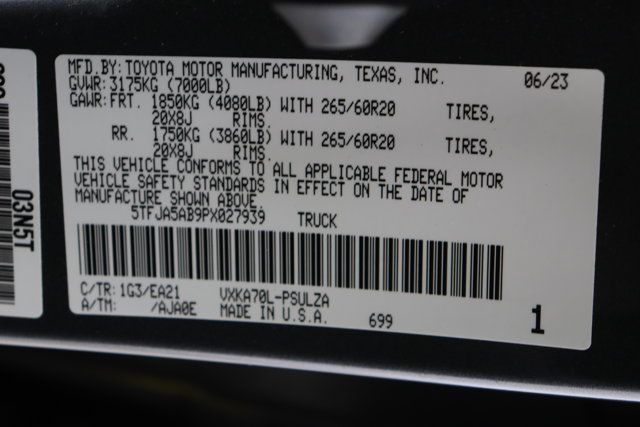 MFD.BY: TOYOTA MOTOR MANUFACTURING, TEXAS, INC. 06/23
GVWR: 3175KG (7000LB)
GAWR: FRT. 1850KG (4080LB) WITH 265/60R20 TIRES,
20X8J RIMS.
RR. 1750KG (3860LB) WITH 265/60R20 TIRES,
20X8J RIMS.
THIS VEHICLE CONFORMS TO ALL APPLICABLE FEDERAL MOTOR
VEHICLE SAFETY STANDARDS IN EFFECT ON THE DATE OF
MANUFACTURE SHOWN ABOVE
5TFJA5AB9PX027939 TRUCK
C/TR: 1G3/EA21 VXKA70L-PSULZA
A/TM: /AJA0E MADE IN U.S.A. 699 1
03N5T